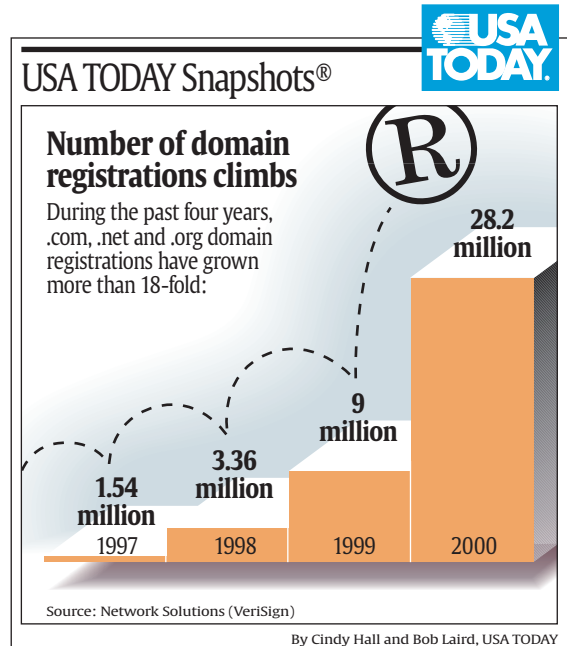 USA
TODAY.
USA TODAY Snapshots®
Number of domain
registrations climbs
During the past four years,
.com, .net and .org domain
registrations have grown
more than 18-fold:
R
28.2
million
9
million
3.36
million
1.54
million
1997
1998
1999
2000
Source: Network Solutions (VeriSign)
By Cindy Hall and Bob Laird, USA TODAY